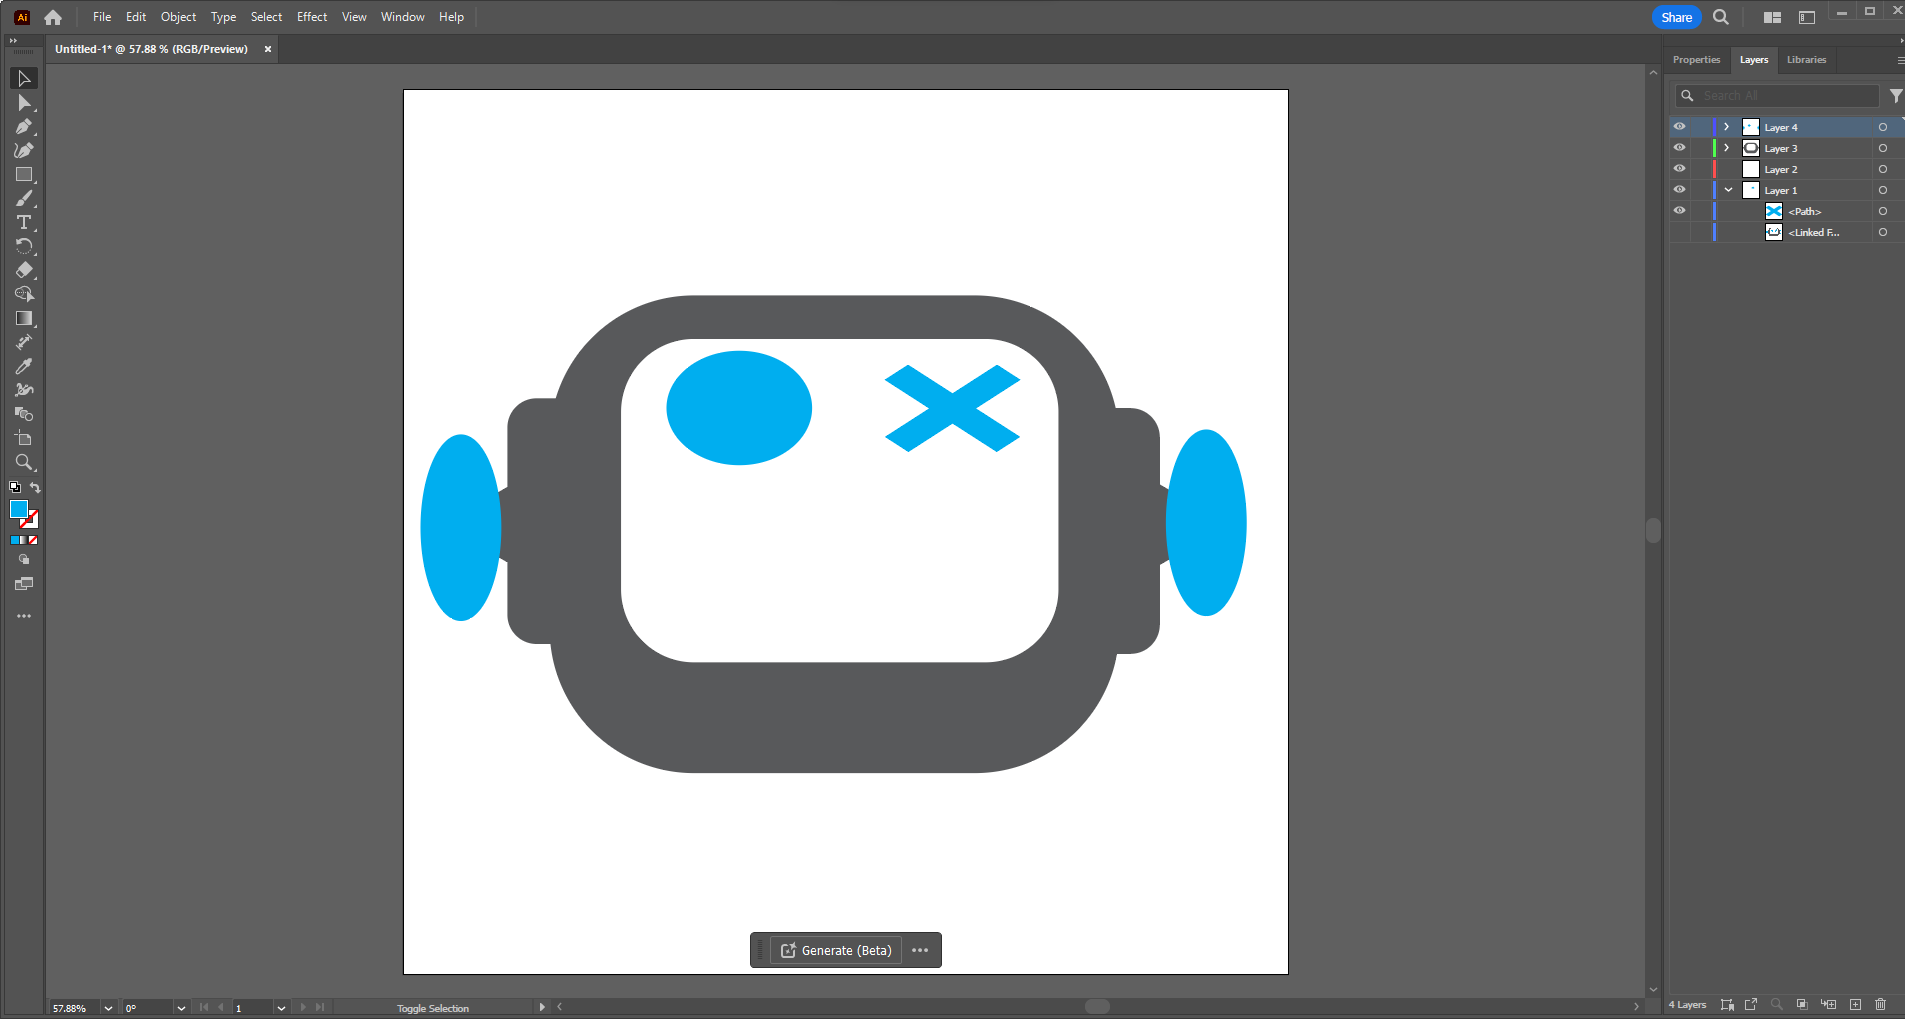 Ai File Edit Object Type Select Effect View Window Help Share
Untitled-1* @ 57.88 % (RGB/Preview) ×
Properties Layers Libraries
Search All
Layer 4
Layer 3
Layer 2
Layer 1
<Path>
<Linked F...
Generate (Beta)
57.88% 0° 1 Toggle Selection
4 Layers